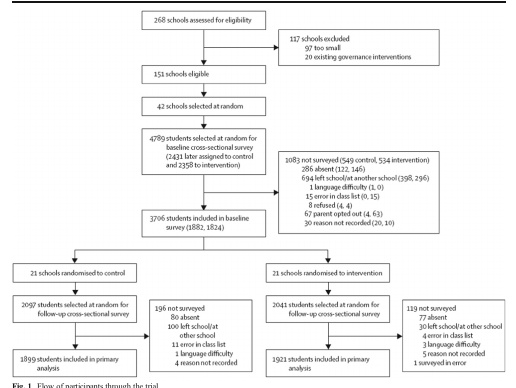 268 schools assessed for eligibility
117 schools excluded
97 too small
20 existing governance interventions
151 schools eligible
42 schools selected at random
4789 students selected at random for
baseline cross-sectional survey
(2431 later assigned to control
and 2358 to intervention)
1083 not surveyed (549 control, 534 intervention)
286 absent (122, 146)
694 left school/at another school (398, 296)
1 language difficulty (1, 0)
15 error in class list (0, 15)
8 refused (4, 4)
67 parent opted out (4, 63)
30 reason not recorded (20, 10)
3706 students included in baseline
survey (1882, 1824)
21 schools randomised to control
21 schools randomised to intervention
2097 students selected at random for
follow-up cross-sectional survey
196 not surveyed
80 absent
100 left school/at
other school
11 error in class list
1 language difficulty
4 reason not recorded
2041 students selected at random for
follow-up cross-sectional survey
119 not surveyed
77 absent
30 left school/at other school
4 error in class list
3 language difficulty
5 reason not recorded
1 surveyed in error
1899 students included in primary
analysis
1921 students included in primary
analysis
Fig. 1 Flow of participants through the trial